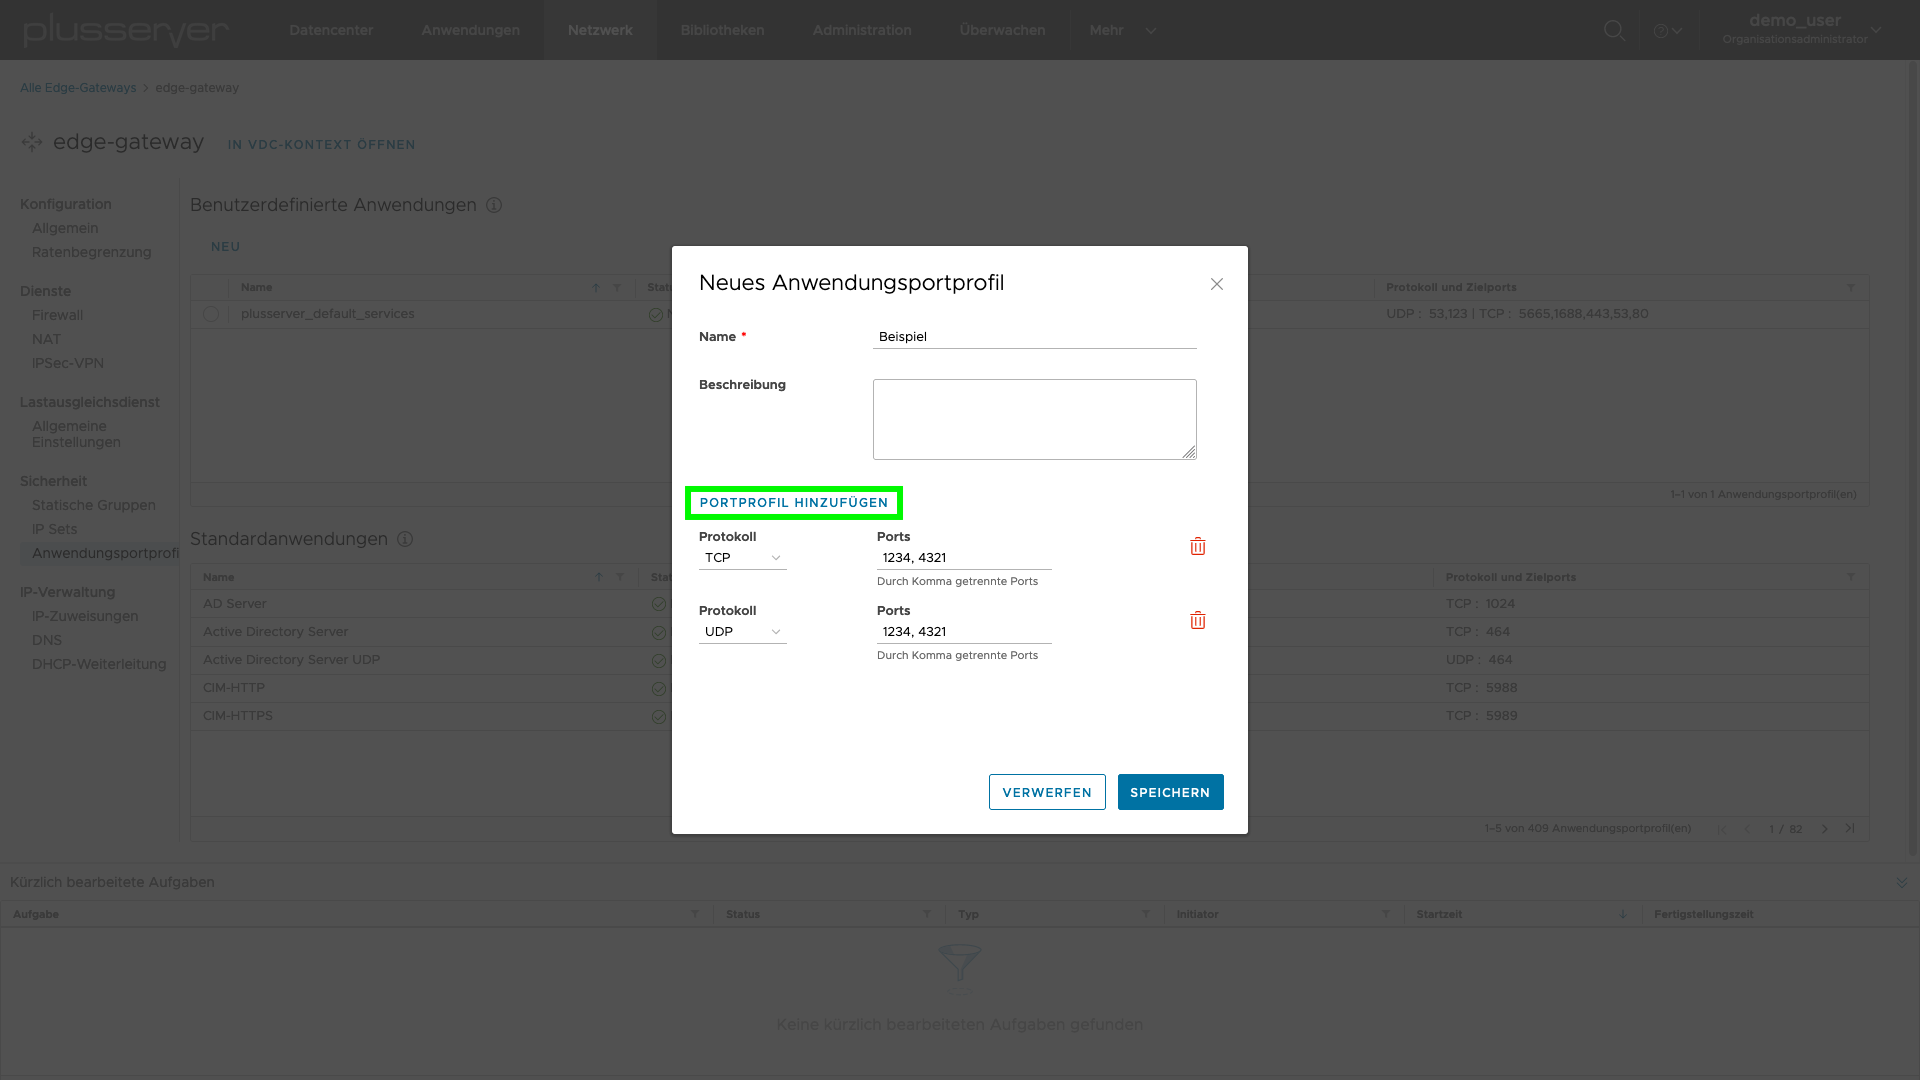 plusserver
Datencenter Anwendungen Netzwerk Bibliotheken Administration Überwachen Mehr
demo_user
Organisationsadministrator
Alle Edge-Gateways > edge-gateway
edge-gateway IN VDC-KONTEXT ÖFFNEN
Konfiguration
Allgemein
Ratenbegrenzung
Dienste
Firewall
NAT
IPSec-VPN
Lastausgleichsdienst
Allgemeine
Einstellungen
Sicherheit
Statische Gruppen
IP Sets
Anwendungsportprofi
IP-Verwaltung
IP-Zuweisungen
DNS
DHCP-Weiterleitung
Benutzerdefinierte Anwendungen
NEU
Name Protokoll und Zielports
plusserver_default_services UDP : 53,123 | TCP : 5665,1688,443,53,80
1–1 von 1 Anwendungsportprofil(en)
Standardanwendungen
Name Protokoll und Zielports
AD Server TCP : 1024
Active Directory Server TCP : 464
Active Directory Server UDP UDP : 464
CIM-HTTP TCP : 5988
CIM-HTTPS TCP : 5989
1–5 von 409 Anwendungsportprofil(en) 1 / 82
Neues Anwendungsportprofil
Name * Beispiel
Beschreibung
PORTPROFIL HINZUFÜGEN
Protokoll Ports
TCP 1234, 4321
Durch Komma getrennte Ports
Protokoll Ports
UDP 1234, 4321
Durch Komma getrennte Ports
VERWERFEN SPEICHERN
Kürzlich bearbeitete Aufgaben
Aufgabe Status Typ Initiator Startzeit Fertigstellungszeit
Keine kürzlich bearbeiteten Aufgaben gefunden